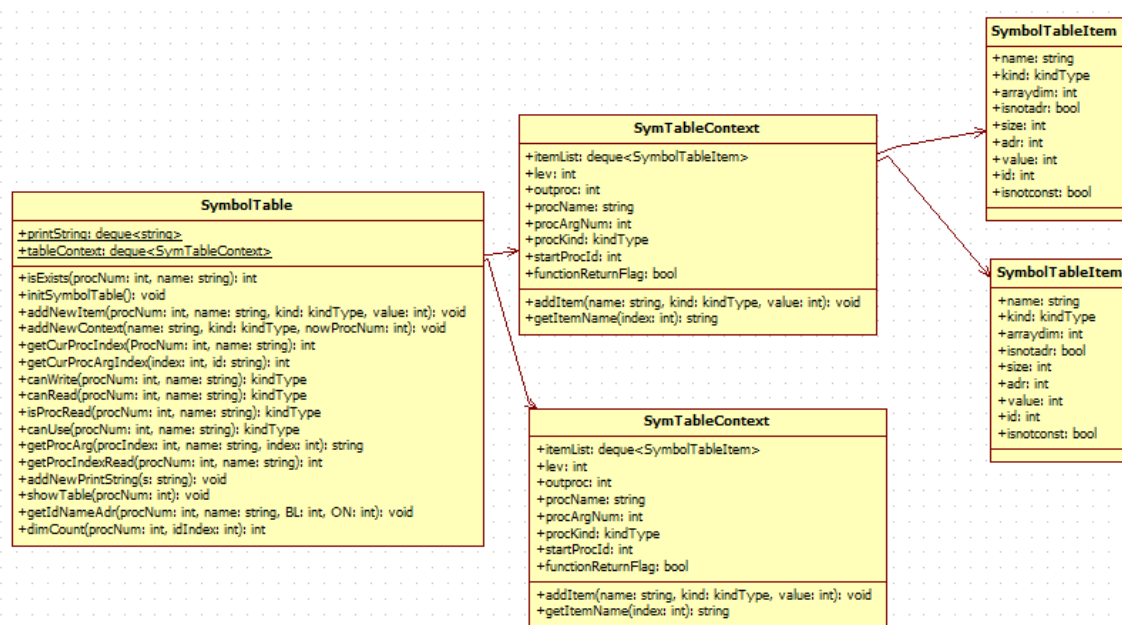 SymbolTable
+printString: deque<string>
+tableContext: deque<SymTableContext>
+isExists(procNum: int, name: string): int
+initSymbolTable(): void
+addNewItem(procNum: int, name: string, kind: kindType, value: int): void
+addNewContext(name: string, kind: kindType, nowProcNum: int): void
+getCurProcIndex(ProcNum: int, name: string): int
+getCurProcArgIndex(index: int, id: string): int
+canWrite(procNum: int, name: string): kindType
+canRead(procNum: int, name: string): kindType
+isProcRead(procNum: int, name: string): kindType
+canUse(procNum: int, name: string): kindType
+getProcArg(procIndex: int, name: string, index: int): string
+getProcIndexRead(procNum: int, name: string): int
+addNewPrintString(s: string): void
+showTable(procNum: int): void
+getIdNameAdr(procNum: int, name: string, BL: int, ON: int): void
+dimCount(procNum: int, idIndex: int): int
SymTableContext
+itemList: deque<SymbolTableItem>
+lev: int
+outproc: int
+procName: string
+procArgNum: int
+procKind: kindType
+startProcId: int
+functionReturnFlag: bool
+addItem(name: string, kind: kindType, value: int): void
+getItemName(index: int): string
SymTableContext
+itemList: deque<SymbolTableItem>
+lev: int
+outproc: int
+procName: string
+procArgNum: int
+procKind: kindType
+startProcId: int
+functionReturnFlag: bool
+addItem(name: string, kind: kindType, value: int): void
+getItemName(index: int): string
SymbolTableItem
+name: string
+kind: kindType
+arraydim: int
+isnotadr: bool
+size: int
+adr: int
+value: int
+id: int
+isnotconst: bool
SymbolTableItem
+name: string
+kind: kindType
+arraydim: int
+isnotadr: bool
+size: int
+adr: int
+value: int
+id: int
+isnotconst: bool